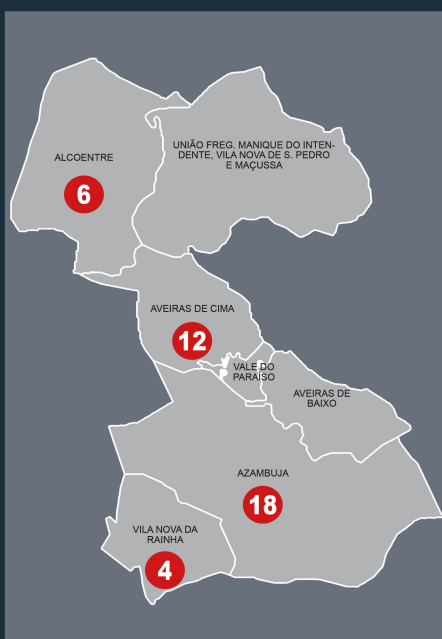 UNIÃO FREG. MANIQUE DO INTEN-
DENTE, VILA NOVA DE S. PEDRO
E MAÇUSSA
ALCOENTRE
6
AVEIRAS DE CIMA
12
VALE DO
PARAÍSO
AVEIRAS DE
BAIXO
AZAMBUJA
18
VILA NOVA DA
RAINHA
4